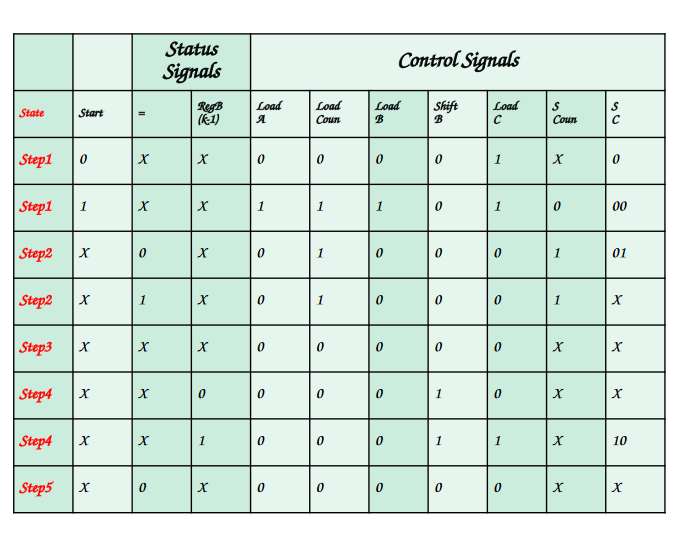 Status Signals Control Signals
State Start = RegB (k-1) Load A Load Coun Load B Shift B Load C S Coun S C
Step1 0 X X 0 0 0 0 1 X 0
Step1 1 X X 1 1 1 0 1 0 00
Step2 X 0 X 0 1 0 0 0 1 01
Step2 X 1 X 0 1 0 0 0 1 X
Step3 X X X 0 0 0 0 0 X X
Step4 X X 0 0 0 0 1 0 X X
Step4 X X 1 0 0 0 1 1 X 10
Step5 X 0 X 0 0 0 0 0 X X